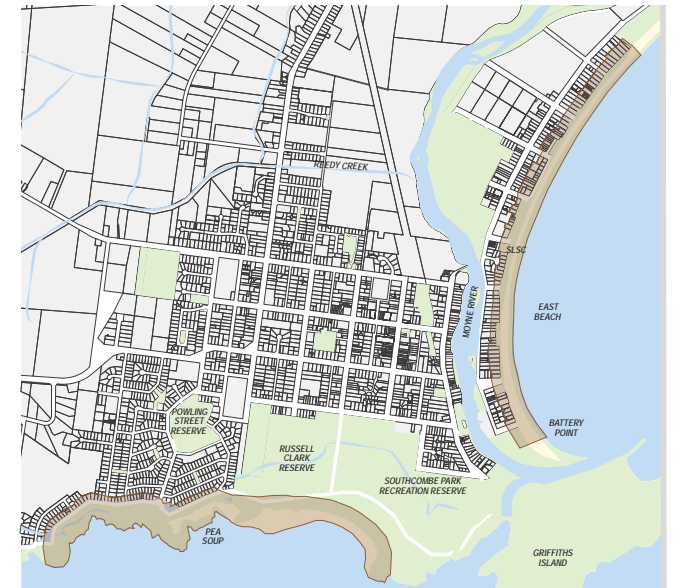 REEDY CREEK
SLSC
MOYNE RIVER
EAST
BEACH
POWLING
STREET
RESERVE
BATTERY
POINT
RUSSELL
CLARK
RESERVE
SOUTHCOMBE PARK
RECREATION RESERVE
PEA
SOUP
GRIFFITHS
ISLAND